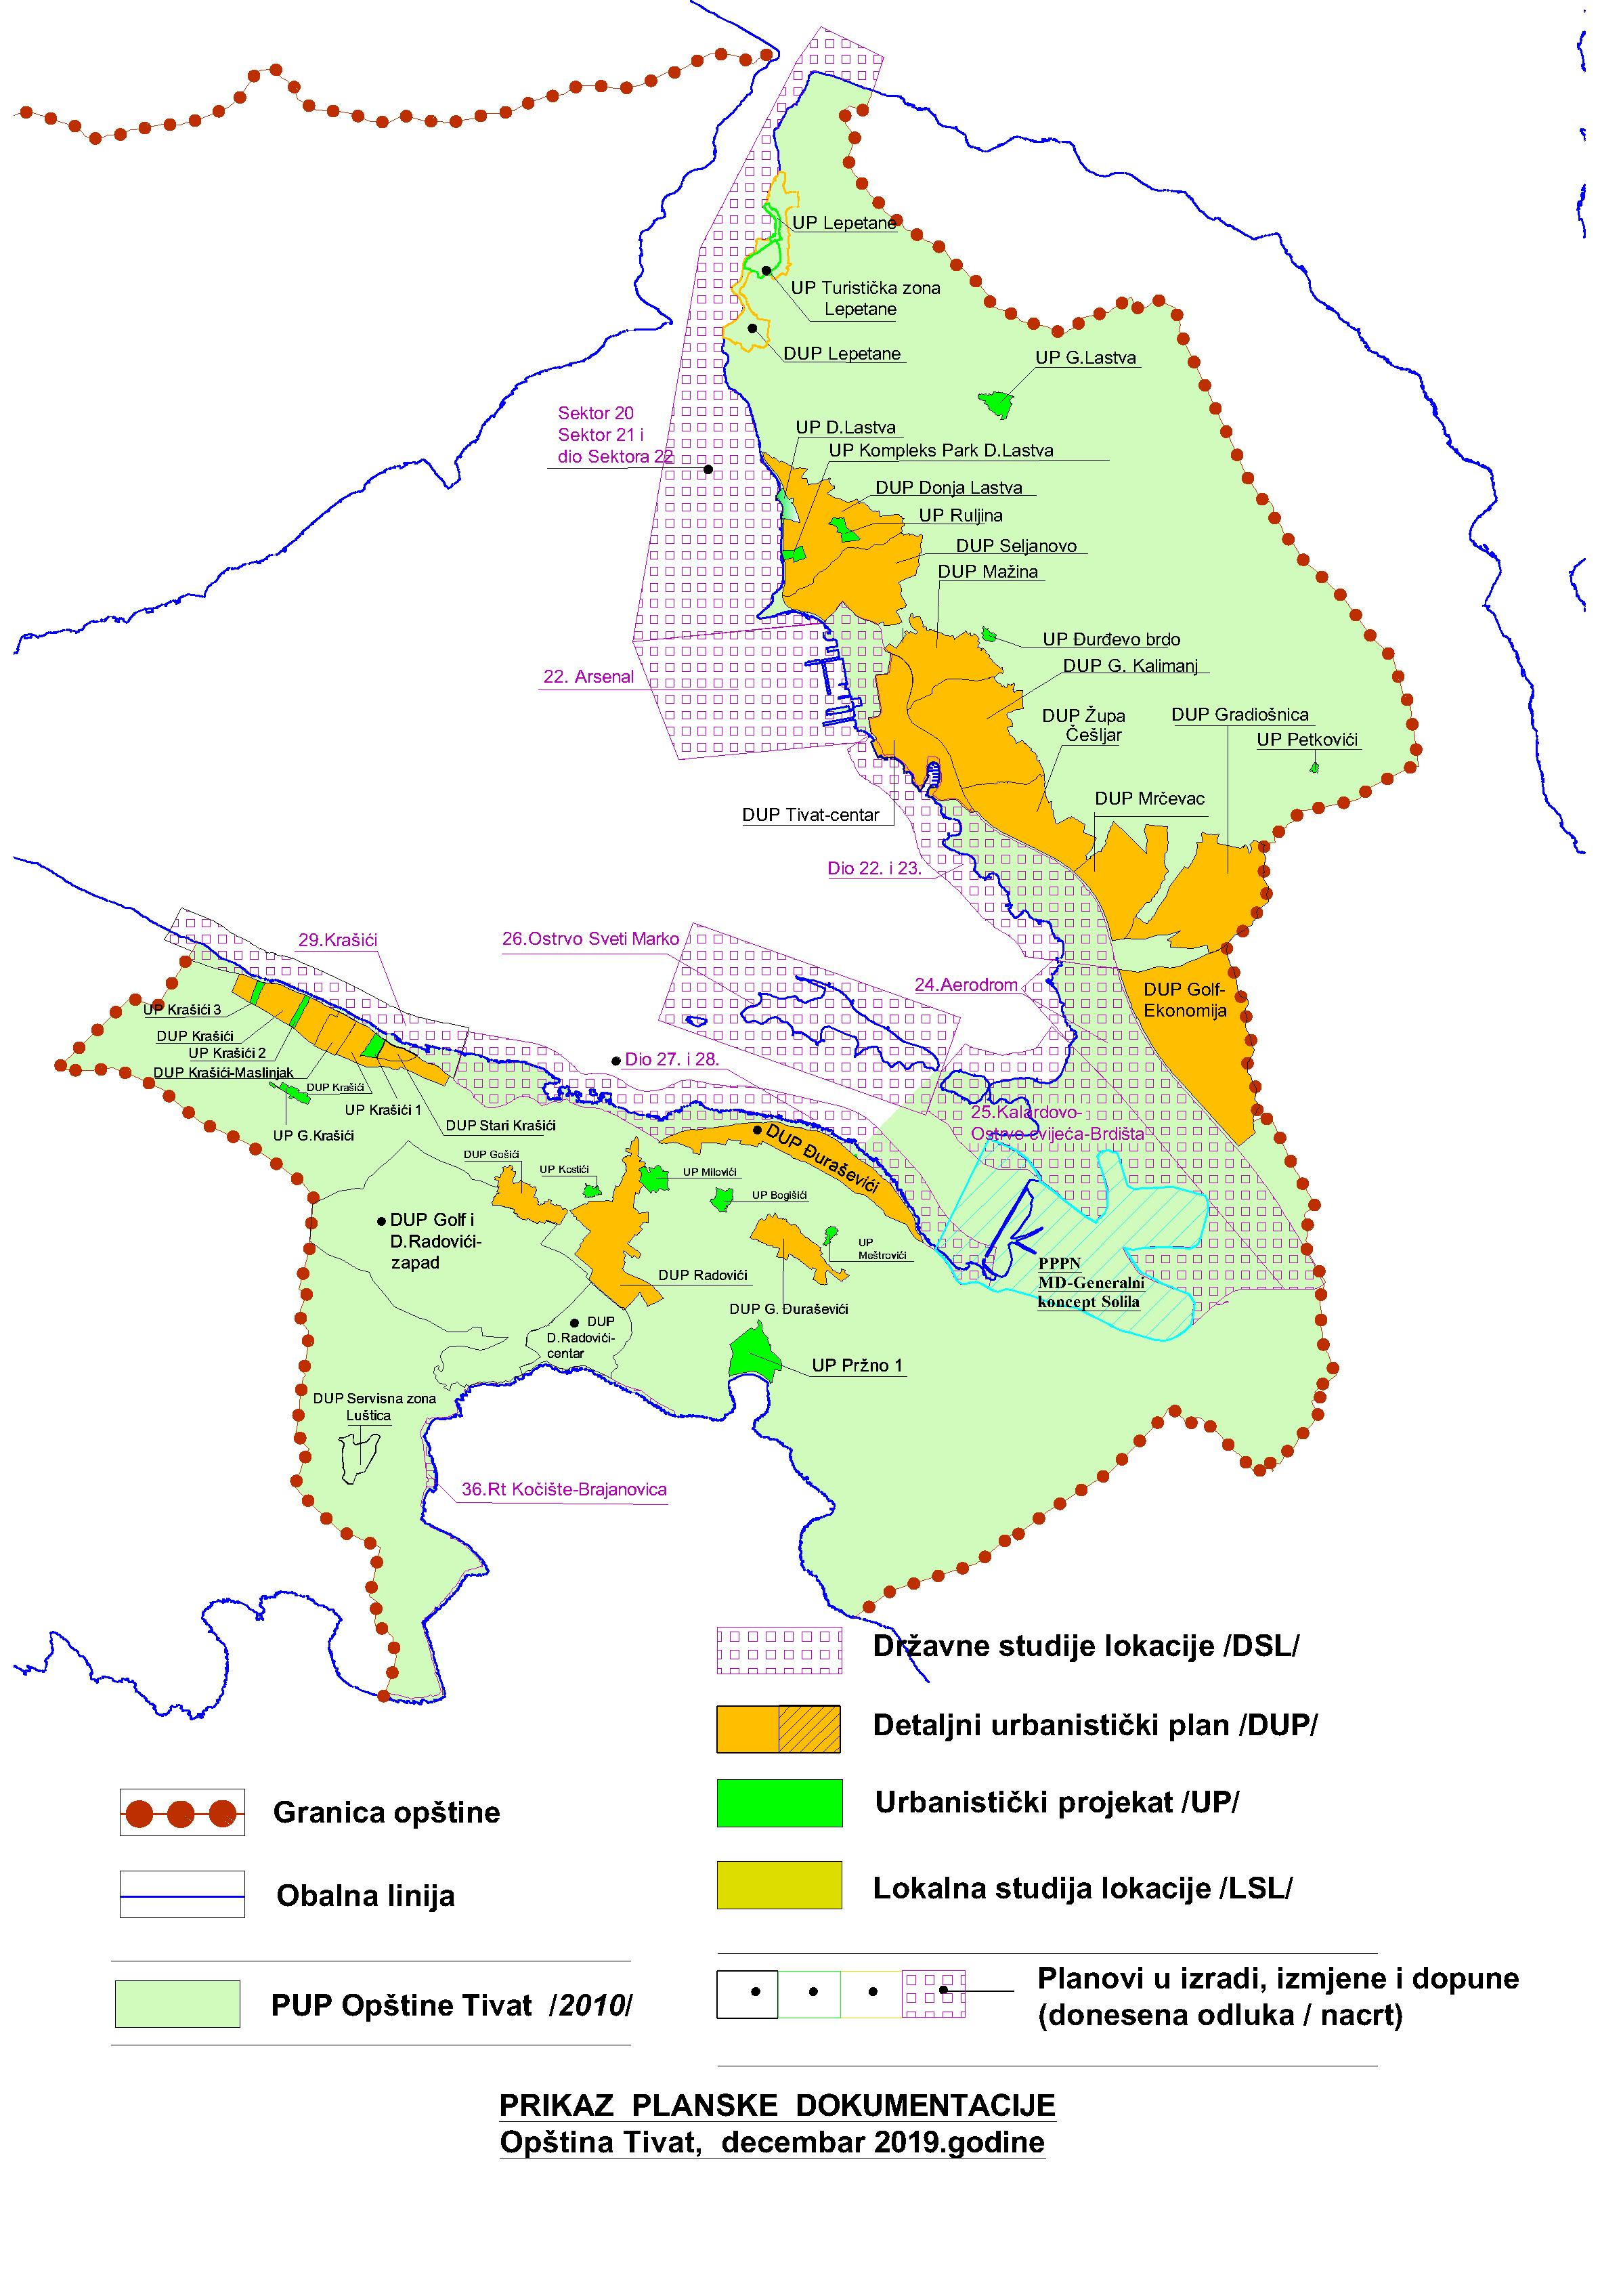 UP Lepetane
UP Turistička zona
Lepetane
DUP Lepetane
UP G.Lastva
Sektor 20
Sektor 21 i
dio Sektora 22
UP D.Lastva
UP Kompleks Park D.Lastva
DUP Donja Lastva
UP Ruljina
DUP Seljanovo
DUP Mažina
UP Đurđevo brdo
DUP G. Kalimanj
22. Arsenal
DUP Župa
Češljar
DUP Gradiošnica
UP Petkovići
DUP Mrčevac
DUP Tivat-centar
Dio 22. i 23.
29.Krašići
26.Ostrvo Sveti Marko
24.Aerodrom
DUP Golf-
Ekonomija
UP Krašići 3
DUP Krašići
UP Krašići 2
DUP Krašići-Maslinjak
DUP Krašići
UP Krašići 1
DUP Stari Krašići
UP G.Krašići
Dio 27. i 28.
25.Kalardovo-
Ostrvo cvijeća-Brdišta
DUP Đuraševići
DUP Gošići
UP Kostići
UP Milovići
UP Bogišići
UP
Meštrovići
DUP Golf i
D.Radovići-
zapad
DUP Radovići
DUP G. Đuraševići
PPPN
MD-Generalni
koncept Solila
DUP
D.Radovići-
centar
UP Pržno 1
DUP Servisna zona
Luštica
36.Rt Kočište-Brajanovica
Državne studije lokacije /DSL/
Detaljni urbanistički plan /DUP/
Urbanistički projekat /UP/
Lokalna studija lokacije /LSL/
Granica opštine
Obalna linija
PUP Opštine Tivat /2010/
Planovi u izradi, izmjene i dopune
(donesena odluka / nacrt)
PRIKAZ PLANSKE DOKUMENTACIJE
Opština Tivat, decembar 2019.godine